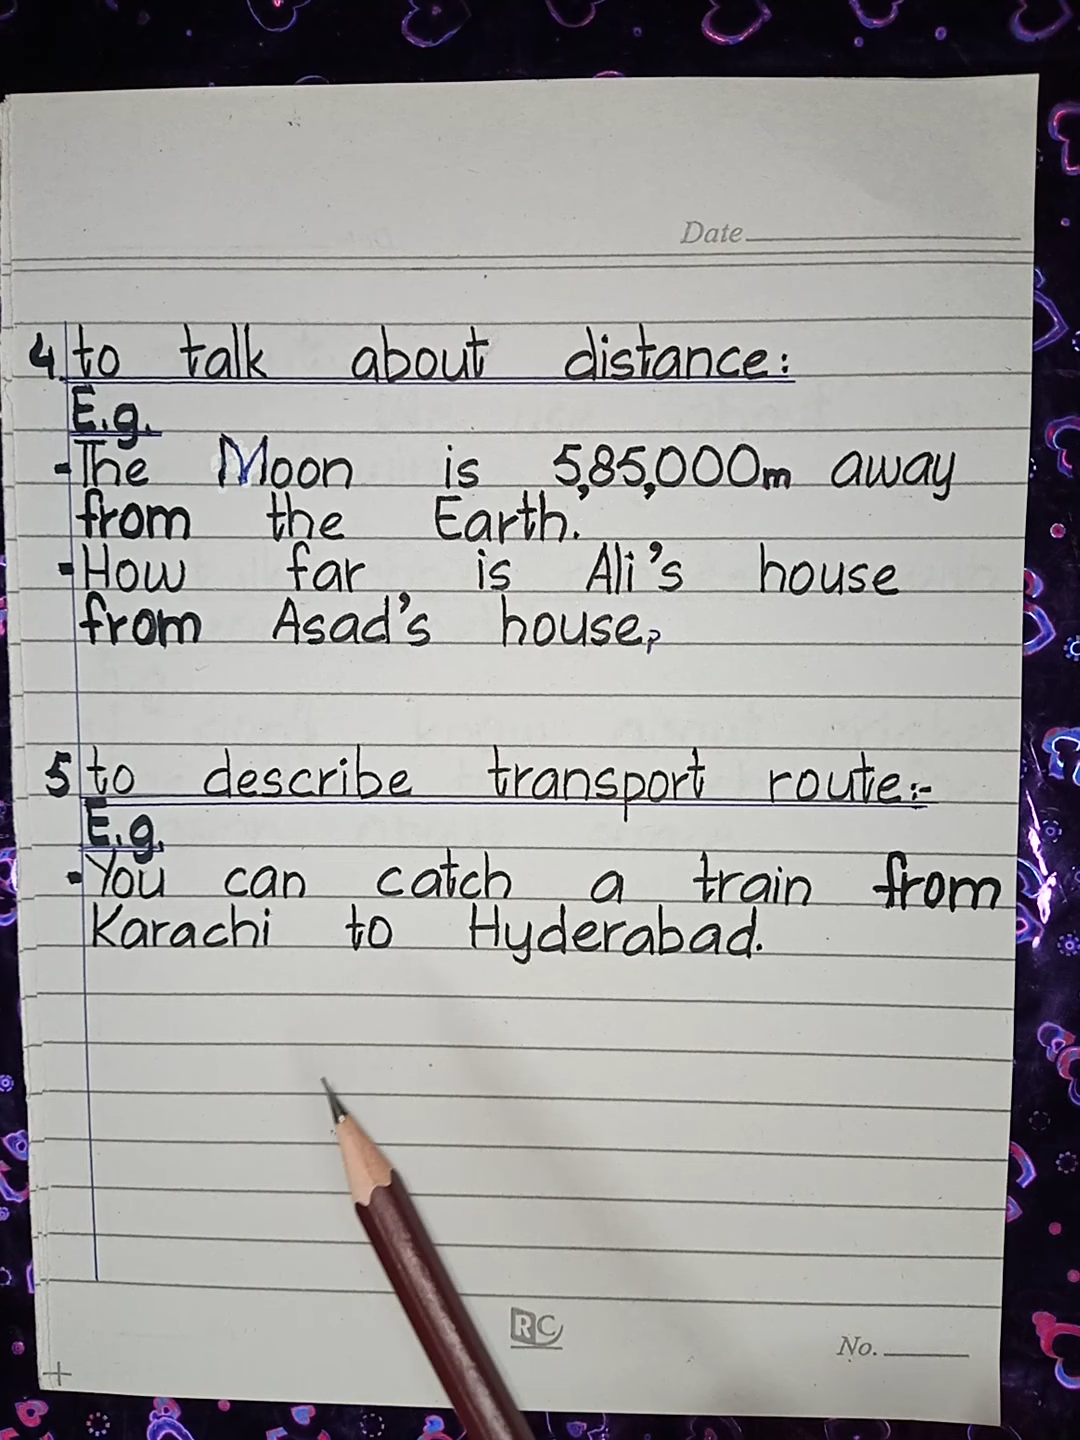 Date
4 to talk about distance:
E.g.
-The Moon is 5,85,000m away
from the Earth.
-How far is Ali's house
from Asad's house?
5 to describe transport route:-
E.g.
-You can catch a train from
Karachi to Hyderabad.
RC
No.